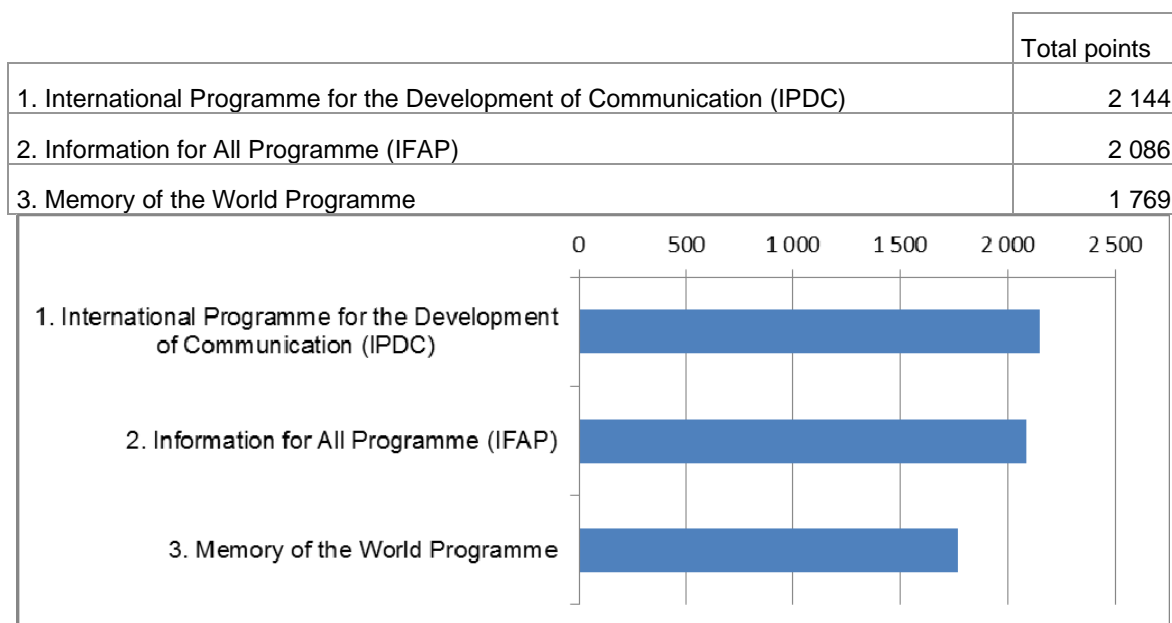 Total points
1. International Programme for the Development of Communication (IPDC) 2 144
2. Information for All Programme (IFAP) 2 086
3. Memory of the World Programme 1 769
0 500 1 000 1 500 2 000 2 500
1. International Programme for the Development
of Communication (IPDC)
2. Information for All Programme (IFAP)
3. Memory of the World Programme